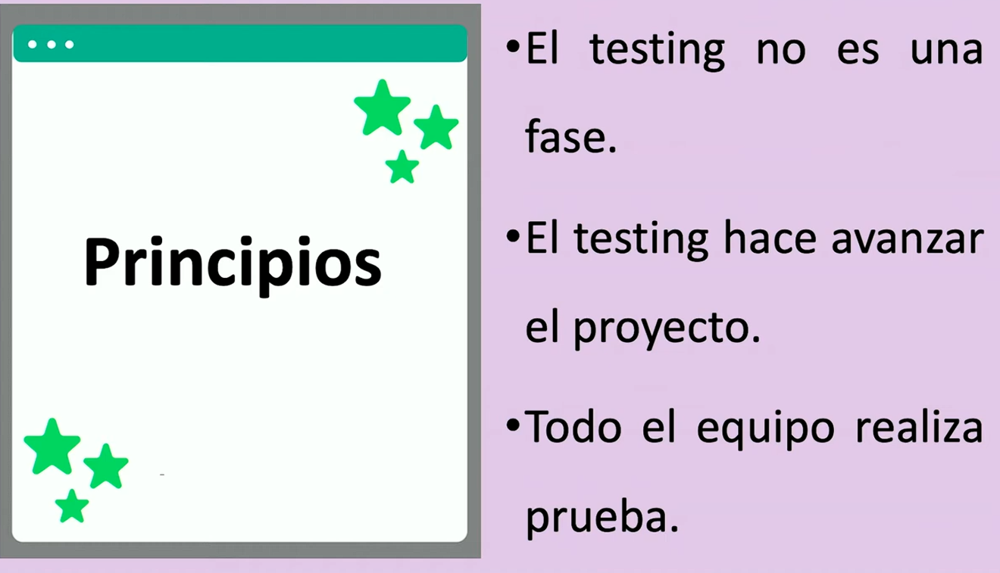 Principios
•El testing no es una
fase.
•El testing hace avanzar
el proyecto.
•Todo el equipo realiza
prueba.